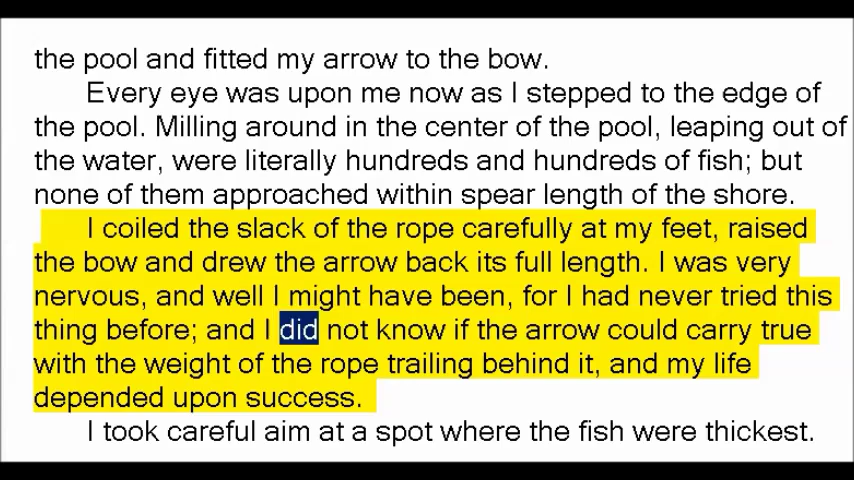 the pool and fitted my arrow to the bow.
Every eye was upon me now as I stepped to the edge of
the pool. Milling around in the center of the pool, leaping out of
the water, were literally hundreds and hundreds of fish; but
none of them approached within spear length of the shore.
I coiled the slack of the rope carefully at my feet, raised
the bow and drew the arrow back its full length. I was very
nervous, and well I might have been, for I had never tried this
thing before; and I did not know if the arrow could carry true
with the weight of the rope trailing behind it, and my life
depended upon success.
I took careful aim at a spot where the fish were thickest.